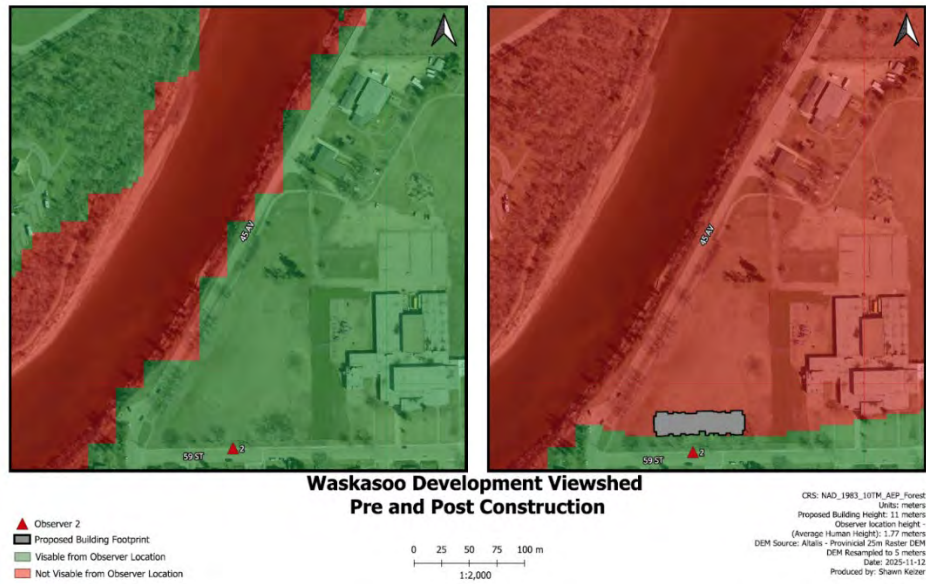 45 AV
2
59 ST
45 AV
2
59 ST
Waskasoo Development Viewshed
Pre and Post Construction
Observer 2
Proposed Building Footprint
Visable from Observer Location
Not Visable from Observer Location
0 25 50 75 100 m
1:2,000
CRS: NAD_1983_10TM_AEP_Forest
Units: meters
Proposed Building Height: 11 meters
Observer location height -
(Average Human Height): 1.77 meters
DEM Source: Altalis - Provinicial 25m Raster DEM
DEM Resampled to 5 meters
Date: 2025-11-12
Produced by: Shawn Keizer